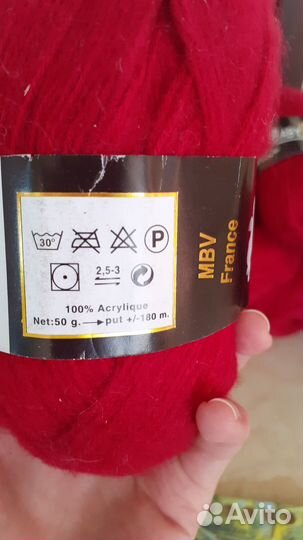 30°
P
2,5-3
100% Acrylique
Net:50 g. → put +/-180 m.
MBV
France
Avito